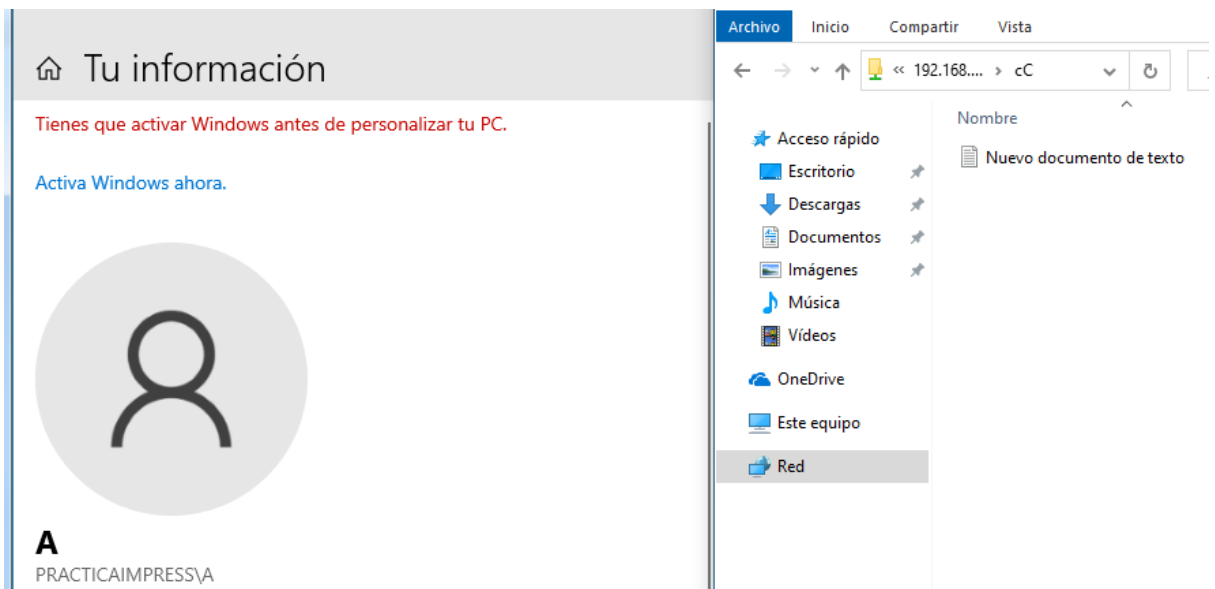 Tu información
Tienes que activar Windows antes de personalizar tu PC.
Activa Windows ahora.
A
PRACTICAIMPRESS\A
Archivo Inicio Compartir Vista
« 192.168.... › cC
Acceso rápido
Escritorio
Descargas
Documentos
Imágenes
Música
Vídeos
OneDrive
Este equipo
Red
Nombre
Nuevo documento de texto